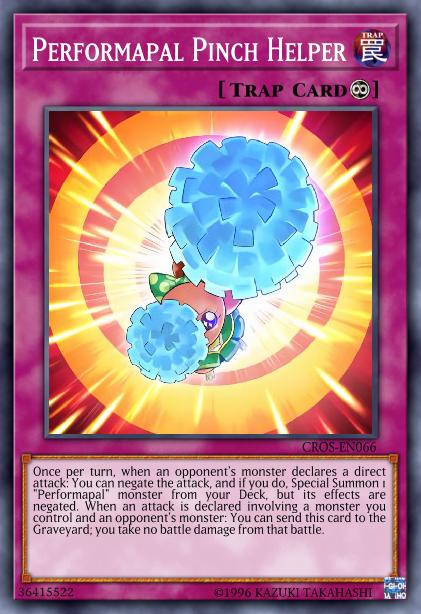 PERFORMAPAL PINCH HELPER
TRAP
罠
[TRAP CARD]
CROS-EN066
Once per turn, when an opponent's monster declares a direct
attack: You can negate the attack, and if you do, Special Summon 1
"Performapal" monster from your Deck, but its effects are
negated. When an attack is declared involving a monster you
control and an opponent's monster: You can send this card to the
Graveyard; you take no battle damage from that battle.
36415522
©1996 KAZUKI TAKAHASHI